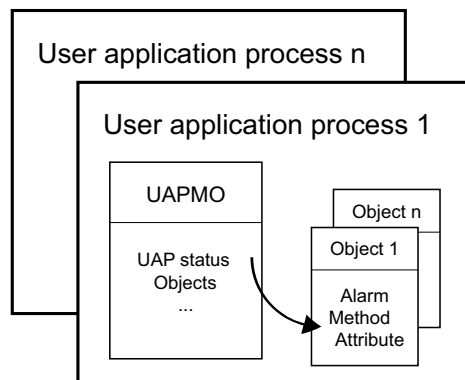 User application process n
User application process 1
UAPMO
UAP status
Objects
...
Object n
Object 1
Alarm
Method
Attribute